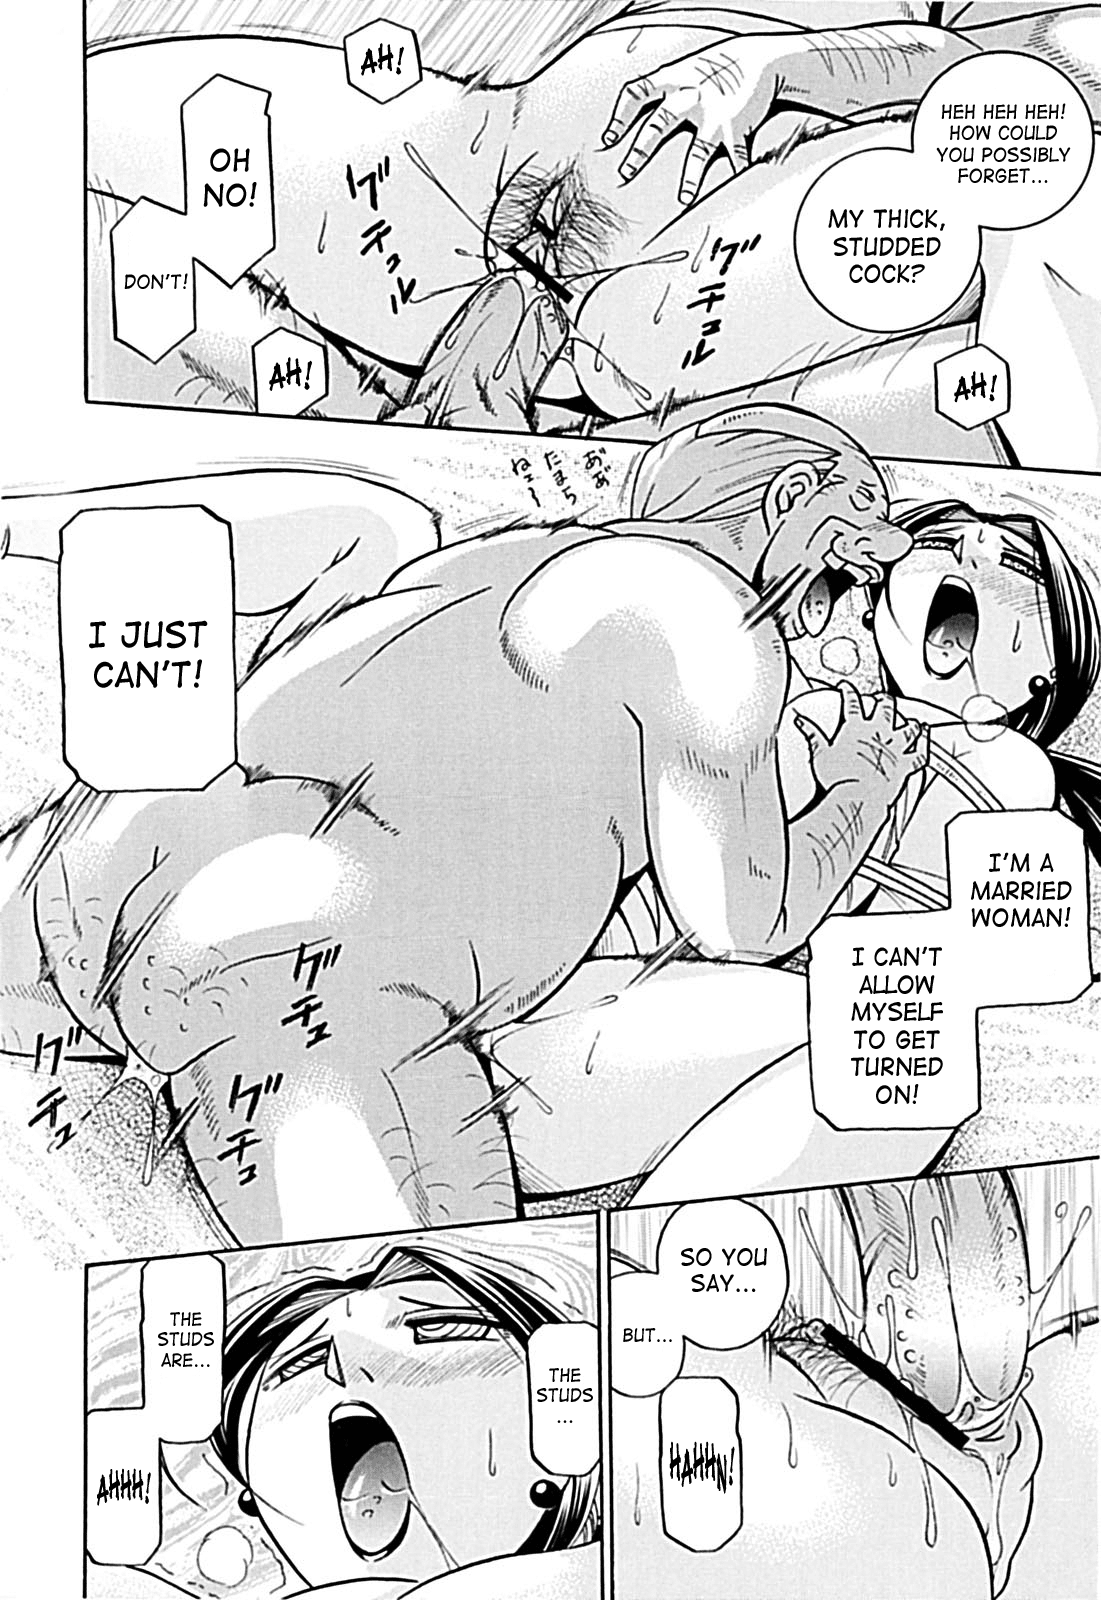 HEH HEH HEH!
HOW COULD
YOU POSSIBLY
FORGET...
MY THICK,
STUDDED
COCK?
AH!
グチュル
グチュル
OH
NO!
DON'T!
AH!
AH!
ああ
たまら
ねェ〜
I'M A
MARRIED
WOMAN!
I CAN'T
ALLOW
MYSELF
TO GET
TURNED
ON!
I JUST
CAN'T!
グチュ
グチュ
グチュ
SO YOU
SAY...
BUT...
HAHHN!
THE
STUDS
...
THE
STUDS
ARE...
AHHH!